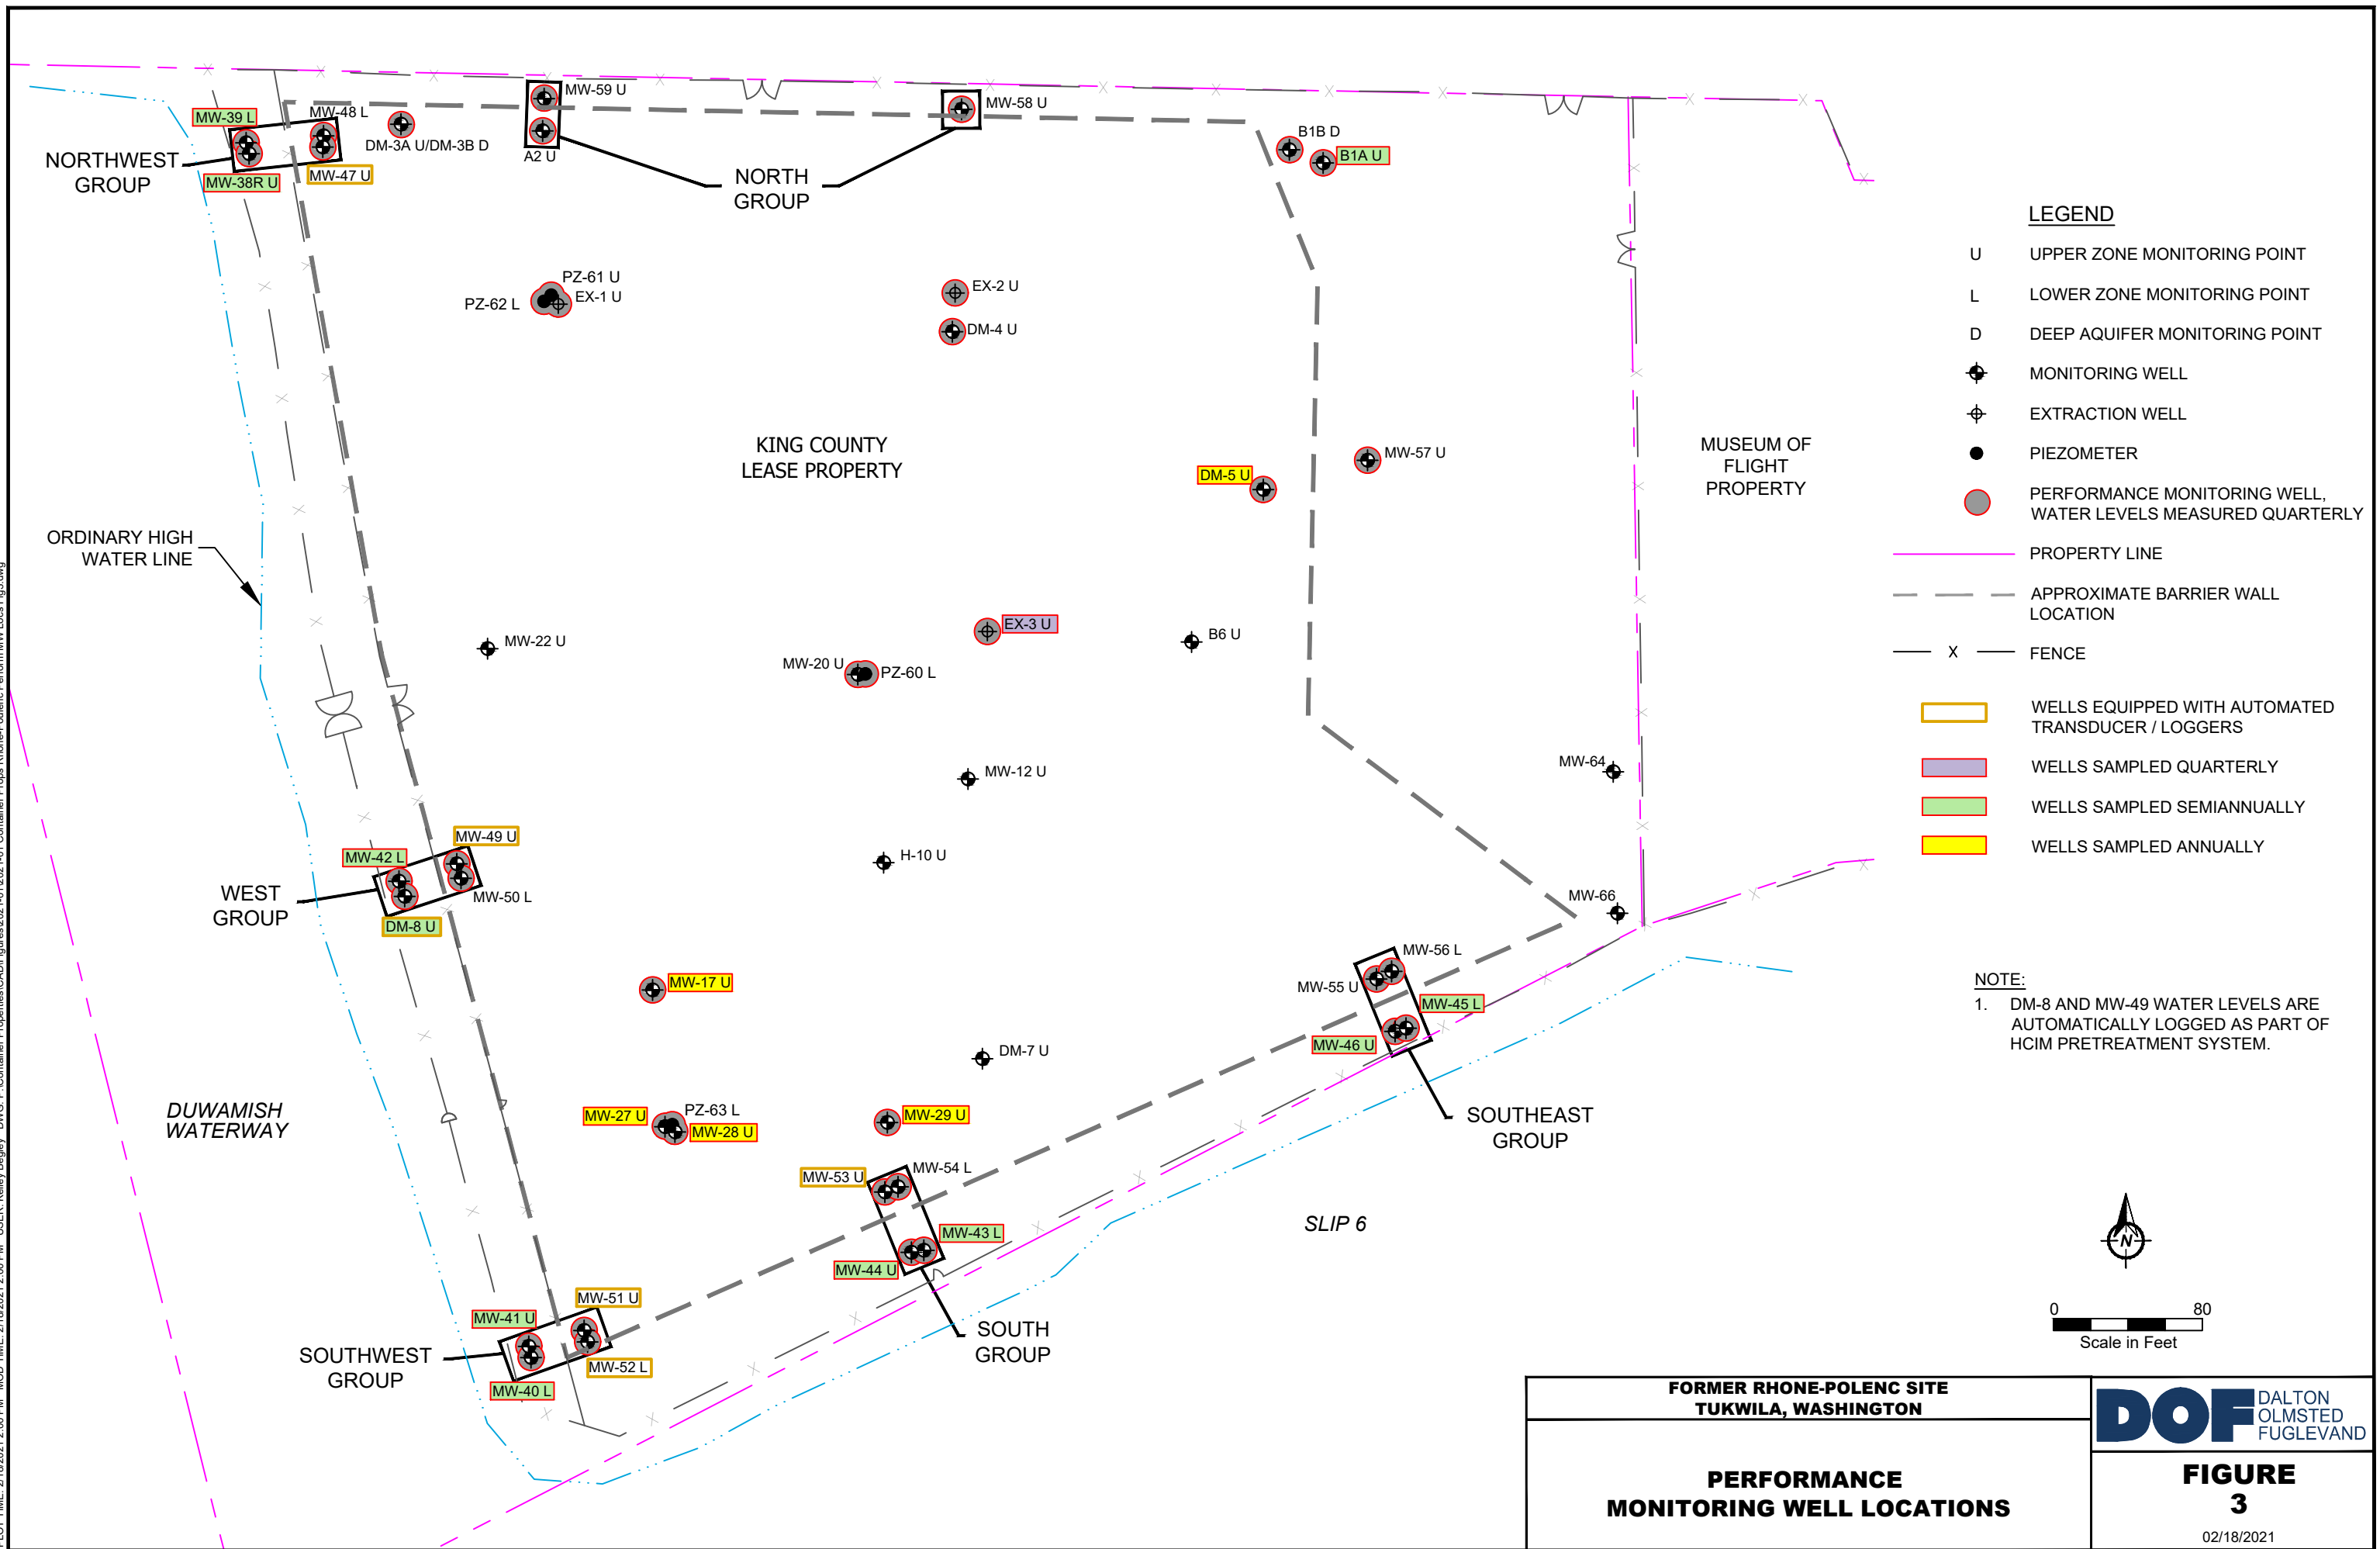 MW-59 U
MW-58 U
MW-39 L
MW-48 L
DM-3A U/DM-3B D
A2 U
B1B D
B1A U
NORTHWEST
GROUP
MW-38R U
MW-47 U
NORTH
GROUP
PZ-61 U
PZ-62 L
EX-1 U
EX-2 U
DM-4 U
KING COUNTY
LEASE PROPERTY
MW-57 U
DM-5 U
MUSEUM OF
FLIGHT
PROPERTY
ORDINARY HIGH
WATER LINE
MW-22 U
EX-3 U
B6 U
MW-20 U
PZ-60 L
MW-12 U
MW-64
MW-49 U
MW-42 L
H-10 U
WEST
GROUP
MW-50 L
DM-8 U
MW-66
MW-56 L
MW-55 U
MW-45 L
MW-46 U
MW-17 U
DM-7 U
DUWAMISH
WATERWAY
MW-27 U
PZ-63 L
MW-28 U
MW-29 U
SOUTHEAST
GROUP
MW-53 U
MW-54 L
MW-43 L
MW-44 U
SLIP 6
MW-51 U
MW-41 U
SOUTHWEST
GROUP
MW-52 L
MW-40 L
SOUTH
GROUP
LEGEND
U UPPER ZONE MONITORING POINT
L LOWER ZONE MONITORING POINT
D DEEP AQUIFER MONITORING POINT
MONITORING WELL
EXTRACTION WELL
PIEZOMETER
PERFORMANCE MONITORING WELL,
WATER LEVELS MEASURED QUARTERLY
PROPERTY LINE
APPROXIMATE BARRIER WALL
LOCATION
X FENCE
WELLS EQUIPPED WITH AUTOMATED
TRANSDUCER / LOGGERS
WELLS SAMPLED QUARTERLY
WELLS SAMPLED SEMIANNUALLY
WELLS SAMPLED ANNUALLY
NOTE:
1. DM-8 AND MW-49 WATER LEVELS ARE
AUTOMATICALLY LOGGED AS PART OF
HCIM PRETREATMENT SYSTEM.
N
0 80
Scale in Feet
FORMER RHONE-POLENC SITE
TUKWILA, WASHINGTON
PERFORMANCE
MONITORING WELL LOCATIONS
DOF
DALTON
OLMSTED
FUGLEVAND
FIGURE
3
02/18/2021